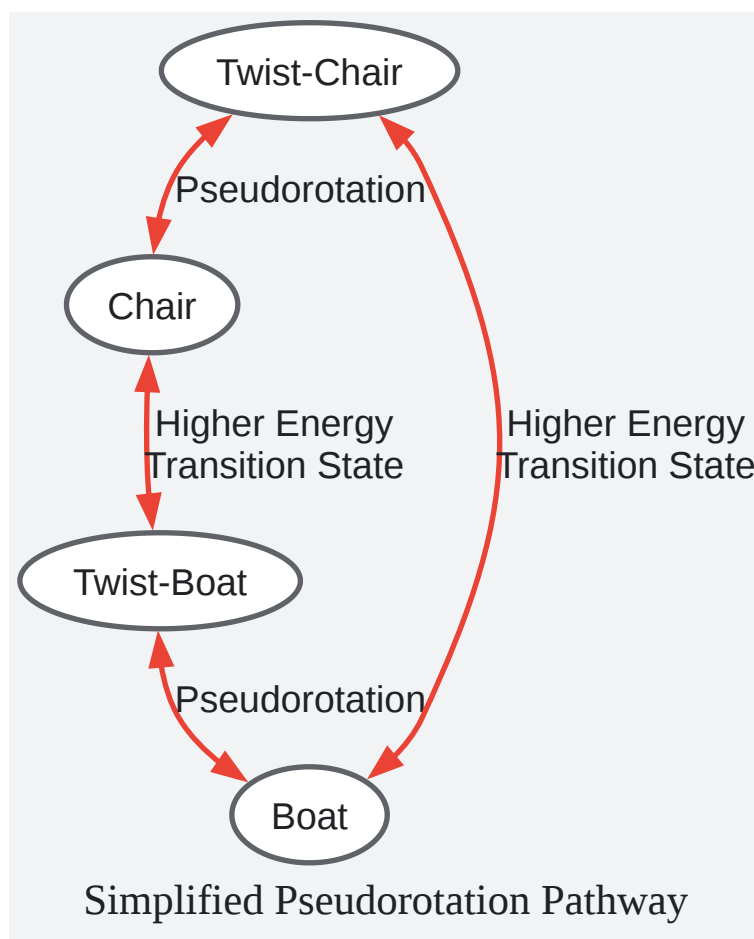 Twist-Chair
Pseudorotation
Chair
Higher Energy
Transition State
Higher Energy
Transition State
Twist-Boat
Pseudorotation
Boat
Simplified Pseudorotation Pathway